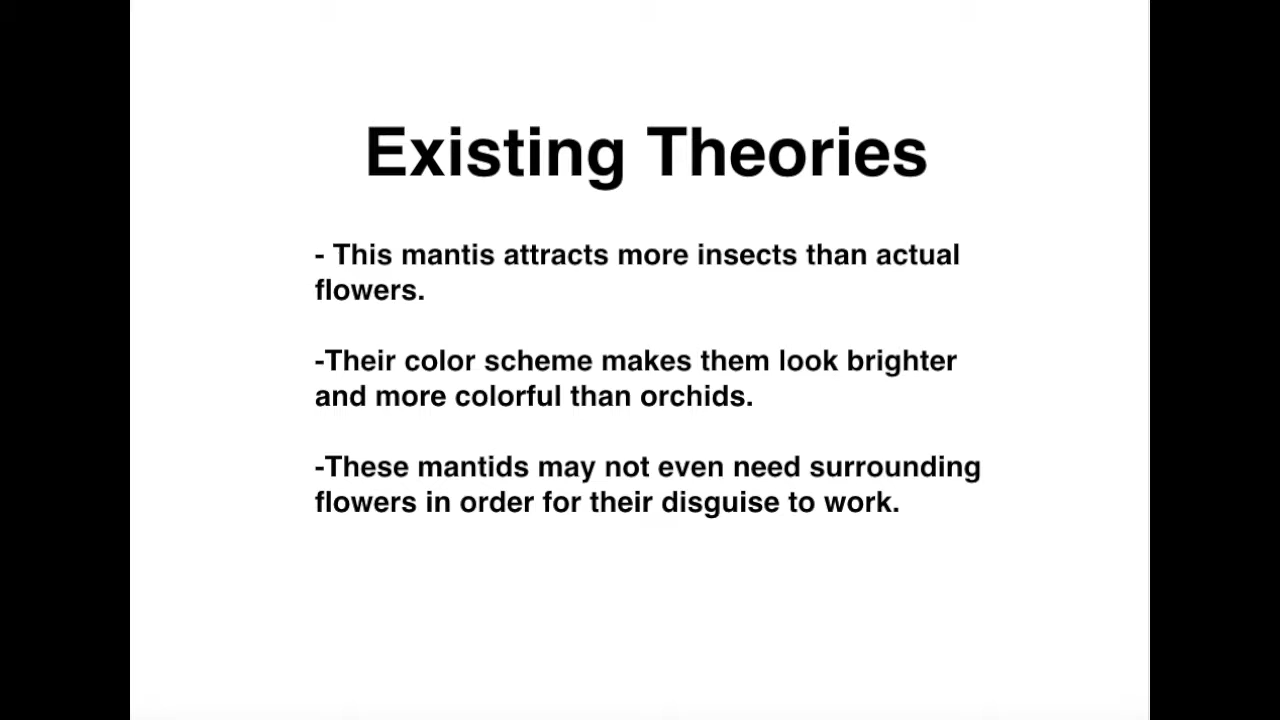 Existing Theories
- This mantis attracts more insects than actual
flowers.
-Their color scheme makes them look brighter
and more colorful than orchids.
-These mantids may not even need surrounding
flowers in order for their disguise to work.